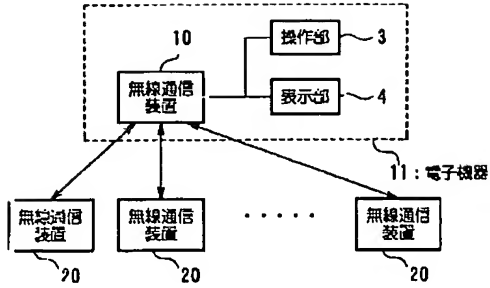 10
操作部
3
無線通信
装置
表示部
4
11:電子機器
無線通信
装置
20
無線通信
装置
20
・・・・・
無線通信
装置
20